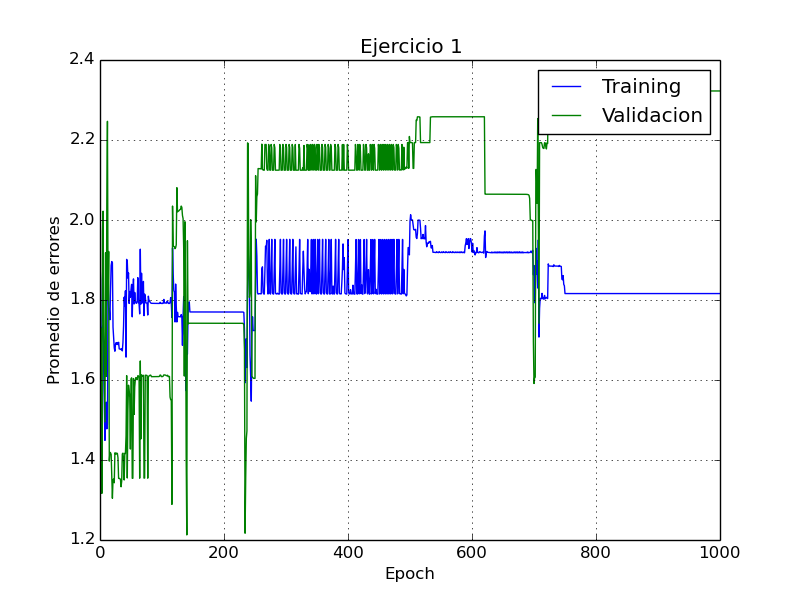 Ejercicio 1
Training
Validacion
Promedio de errores
2.4
2.2
2.0
1.8
1.6
1.4
1.2
0
200
400
600
800
1000
Epoch